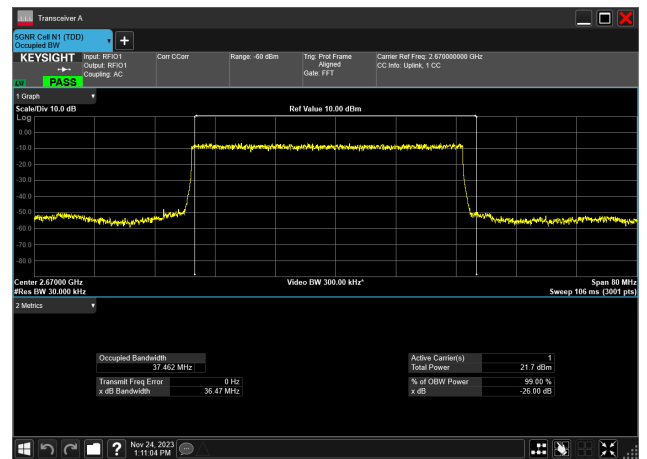 Transceiver A
5GNR Cell N1 (TDD)
Occupied BW
KEYSIGHT
LVI
PASS
Input: RFIO1
Output: RFIO1
Coupling: AC
Corr CCorr
Range: -60 dBm
Trig: Prot Frame
Aligned
Gate: FFT
Carrier Ref Freq: 2.670000000 GHz
CC Info: Uplink, 1 CC
1 Graph
Scale/Div 10.0 dB
Ref Value 10.00 dBm
Log
0.00
-10.0
-20.0
-30.0
-40.0
-50.0
-60.0
-70.0
-80.0
Center 2.67000 GHz
Video BW 300.00 kHz*
Span 80 MHz
#Res BW 30.000 kHz
Sweep 106 ms (3001 pts)
2 Metrics
Occupied Bandwidth
37.462 MHz
Transmit Freq Error 0 Hz
x dB Bandwidth 36.47 MHz
Active Carrier(s) 1
Total Power 21.7 dBm
% of OBW Power 99.00 %
x dB -26.00 dB
Nov 24, 2023
1:11:04 PM